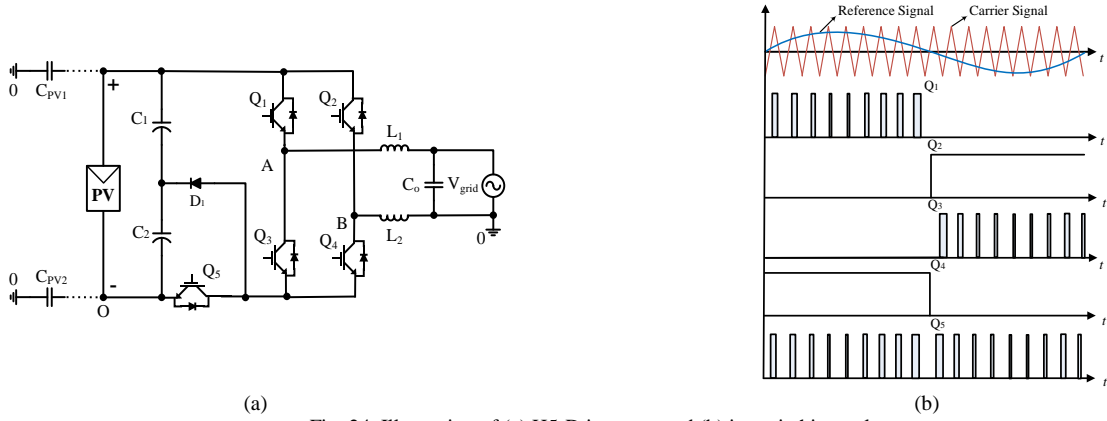 0
C_PV1
+
C1
PV
D1
C2
0
C_PV2
-
O
Q5
Q1
Q2
A
L1
Co
V_grid
B
Q3
Q4
L2
0
(a)
Reference Signal
Carrier Signal
t
Q1
t
Q2
t
Q3
t
Q4
t
Q5
t
(b)